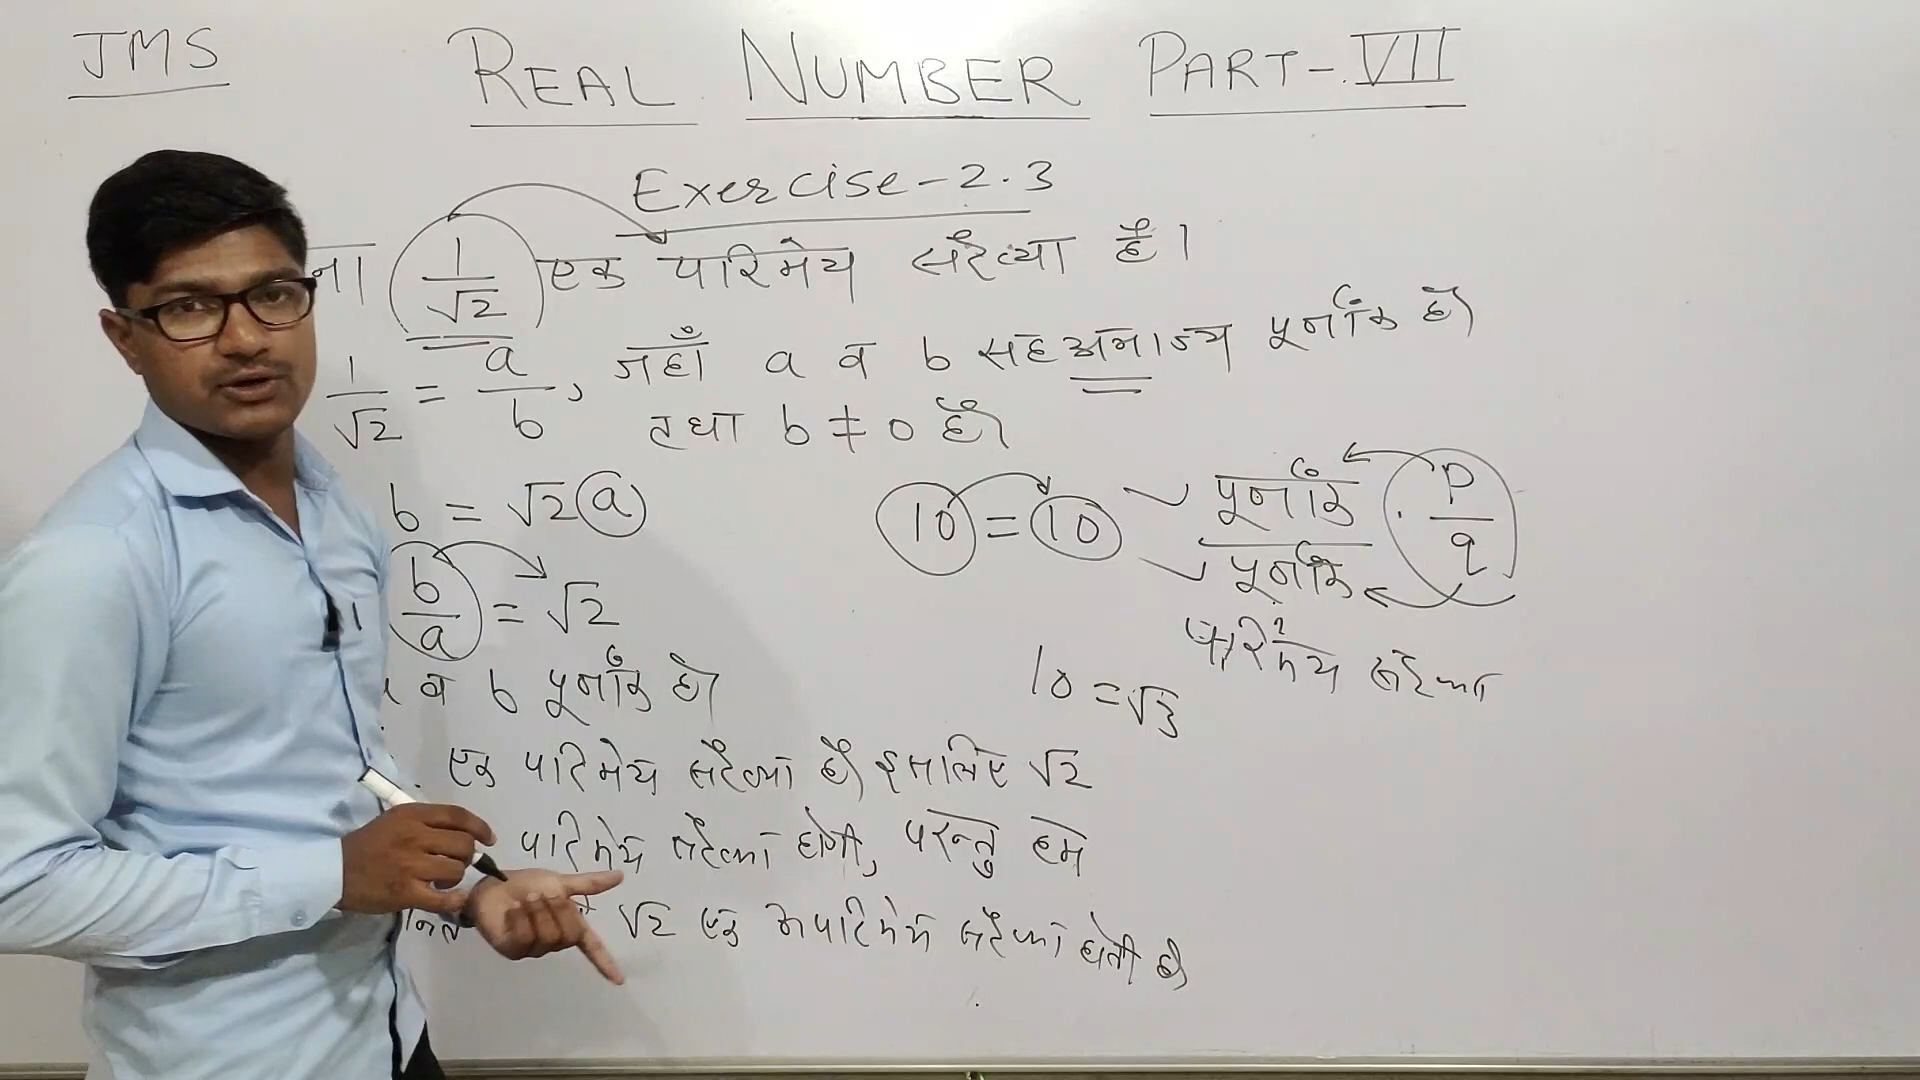 JMS
REAL NUMBER PART-VII
Exercise-2.3
ना 1/√2 एक परिमेय संख्या है।
1/√2 = a/b, जहाँ a व b सहअभाज्य पूर्णांक है
तथा b ≠ 0 है।
b = √2 a
10 = 10
पूर्णांक/पूर्णांक
p/q
b/a = √2
परिमेय संख्या
व b पूर्णांक है
10 = √3
एक परिमेय संख्या है इसलिए √2
परिमेय संख्या होगी, परन्तु हम
√2 एक अपरिमेय संख्या होती है